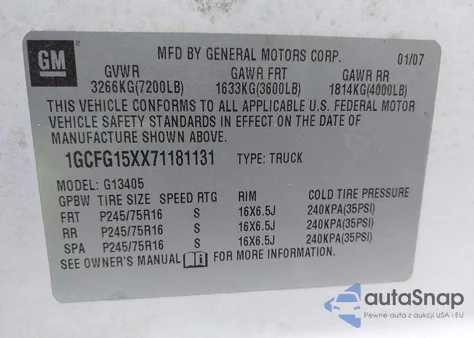 GM
MFD BY GENERAL MOTORS CORP. 01/07
GVWR GAWR FRT GAWR RR
3266KG(7200LB) 1633KG(3600LB) 1814KG(4000LB)
THIS VEHICLE CONFORMS TO ALL APPLICABLE U.S. FEDERAL MOTOR
VEHICLE SAFETY STANDARDS IN EFFECT ON THE DATE OF
MANUFACTURE SHOWN ABOVE.
1GCFG15XX71181131 TYPE: TRUCK
MODEL: G13405
GPBW TIRE SIZE SPEED RTG RIM COLD TIRE PRESSURE
FRT P245/75R16 S 16X6.5J 240KPA(35PSI)
RR P245/75R16 S 16X6.5J 240KPA(35PSI)
SPA P245/75R16 S 16X6.5J 240KPA(35PSI)
SEE OWNER'S MANUAL FOR MORE INFORMATION.
autoSnap
Pewne auta z aukcji USA i EU